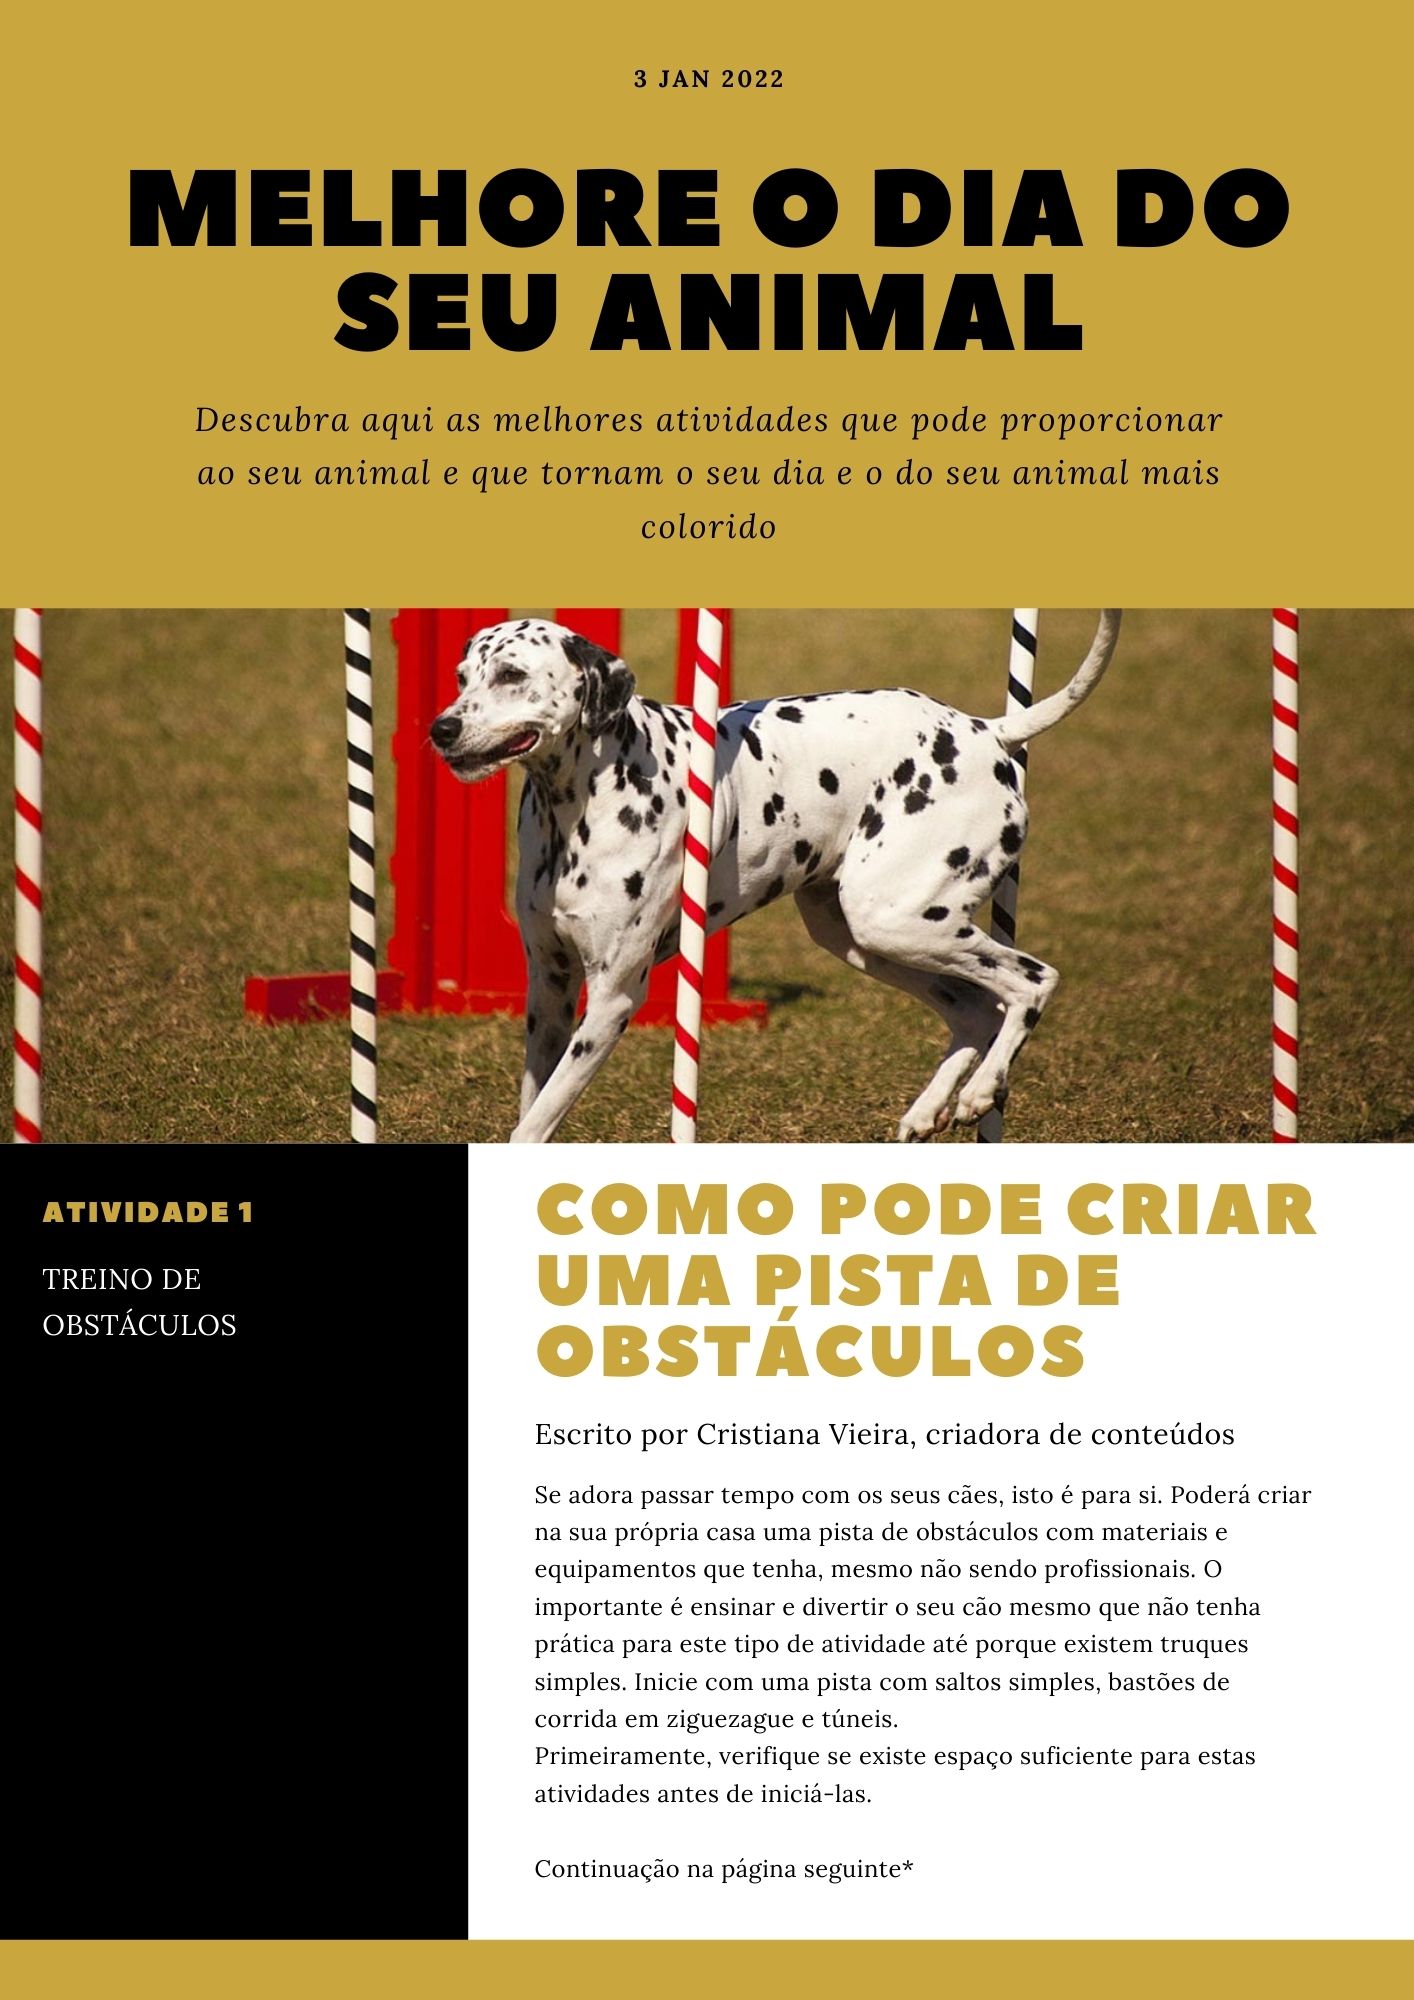 3 JAN 2022
MELHORE O DIA DO
SEU ANIMAL
Descubra aqui as melhores atividades que pode proporcionar
ao seu animal e que tornam o seu dia e o do seu animal mais
colorido
ATIVIDADE 1
TREINO DE
OBSTÁCULOS
COMO PODE CRIAR
UMA PISTA DE
OBSTÁCULOS
Escrito por Cristiana Vieira, criadora de conteúdos
Se adora passar tempo com os seus cães, isto é para si. Poderá criar
na sua própria casa uma pista de obstáculos com materiais e
equipamentos que tenha, mesmo não sendo profissionais. O
importante é ensinar e divertir o seu cão mesmo que não tenha
prática para este tipo de atividade até porque existem truques
simples. Inicie com uma pista com saltos simples, bastões de
corrida em ziguezague e túneis.
Primeiramente, verifique se existe espaço suficiente para estas
atividades antes de iniciá-las.
Continuação na página seguinte*